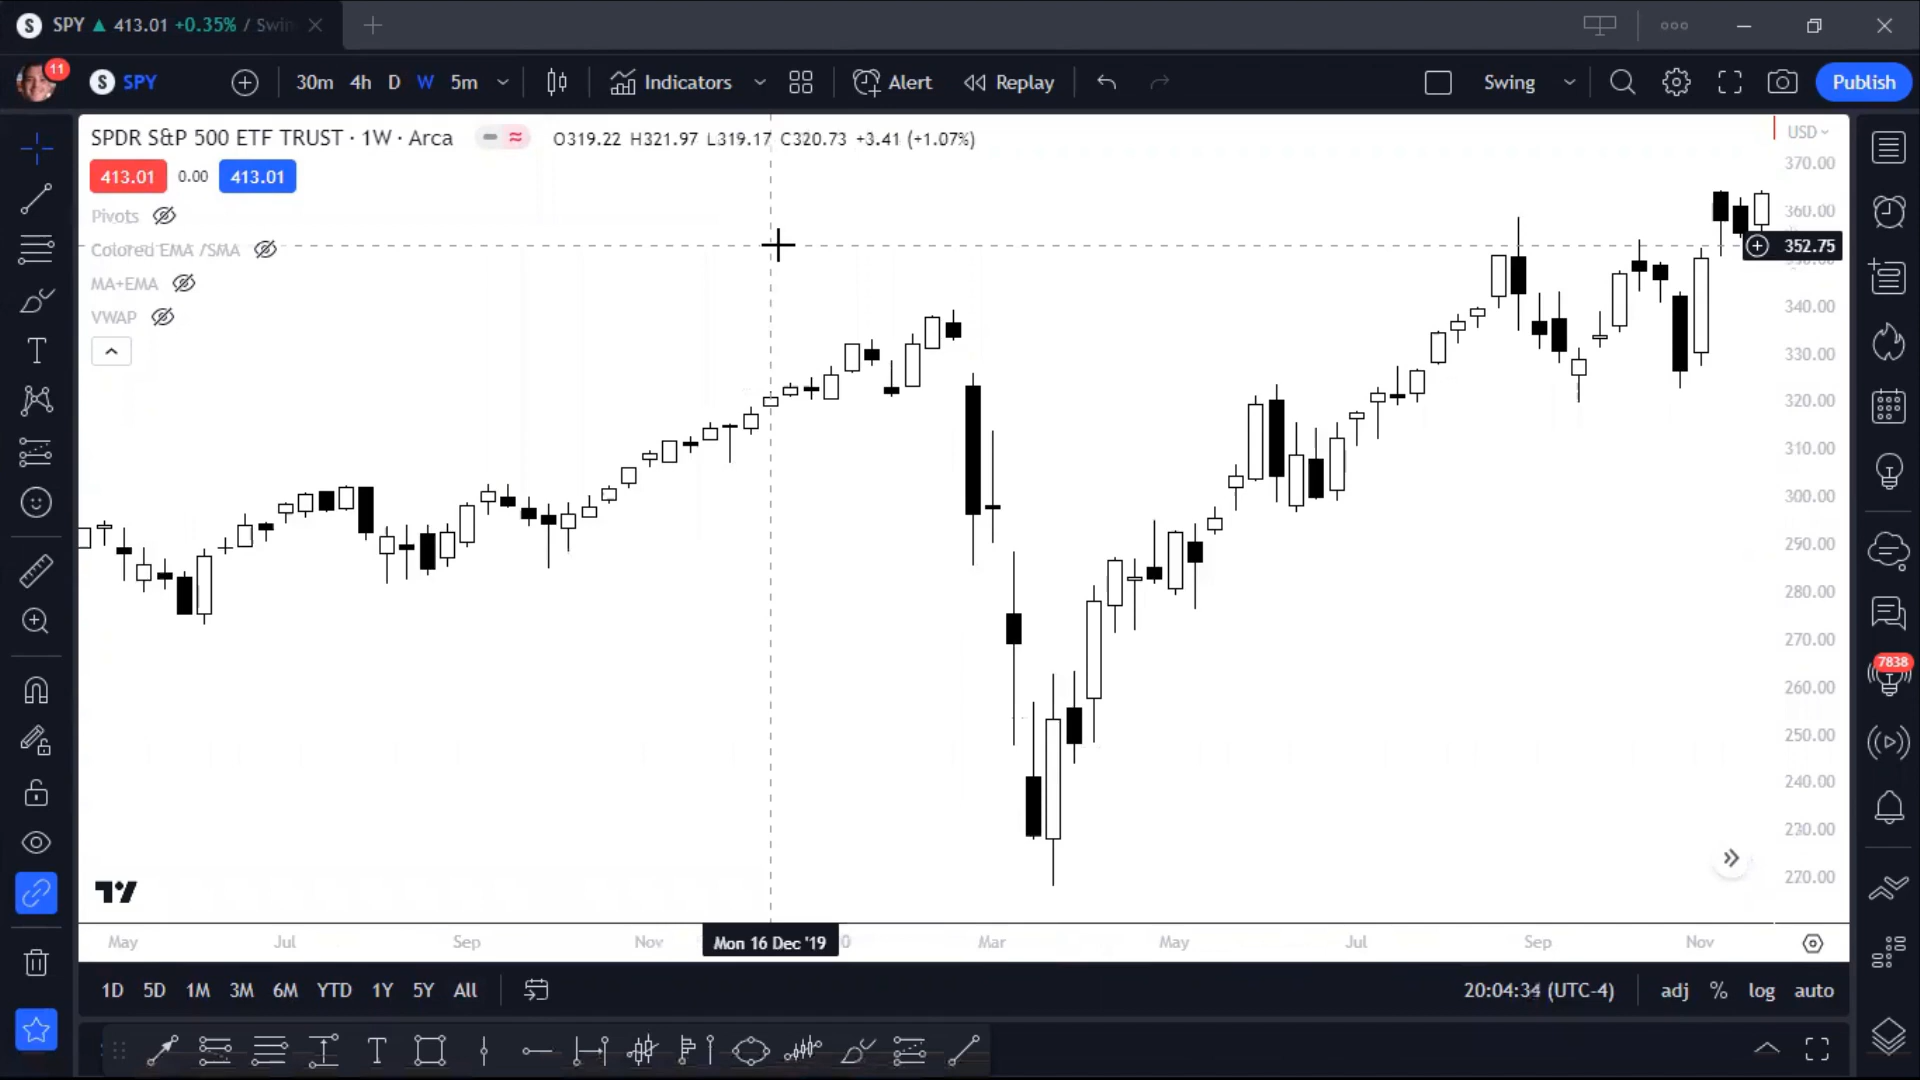 S SPY ▲ 413.01 +0.35% / Swin
11
S SPY 30m 4h D W 5m Indicators Alert Replay Swing Publish
SPDR S&P 500 ETF TRUST · 1W · Arca O319.22 H321.97 L319.17 C320.73 +3.41 (+1.07%)
USD
413.01 0.00 413.01
Pivots
Colored EMA /SMA
MA+EMA
VWAP
370.00
360.00
352.75
340.00
330.00
320.00
310.00
300.00
290.00
280.00
270.00
260.00
250.00
240.00
230.00
270.00
7838
May Jul Sep Nov Mon 16 Dec '19 0 Mar May Jul Sep Nov
1D 5D 1M 3M 6M YTD 1Y 5Y All 20:04:34 (UTC-4) adj % log auto